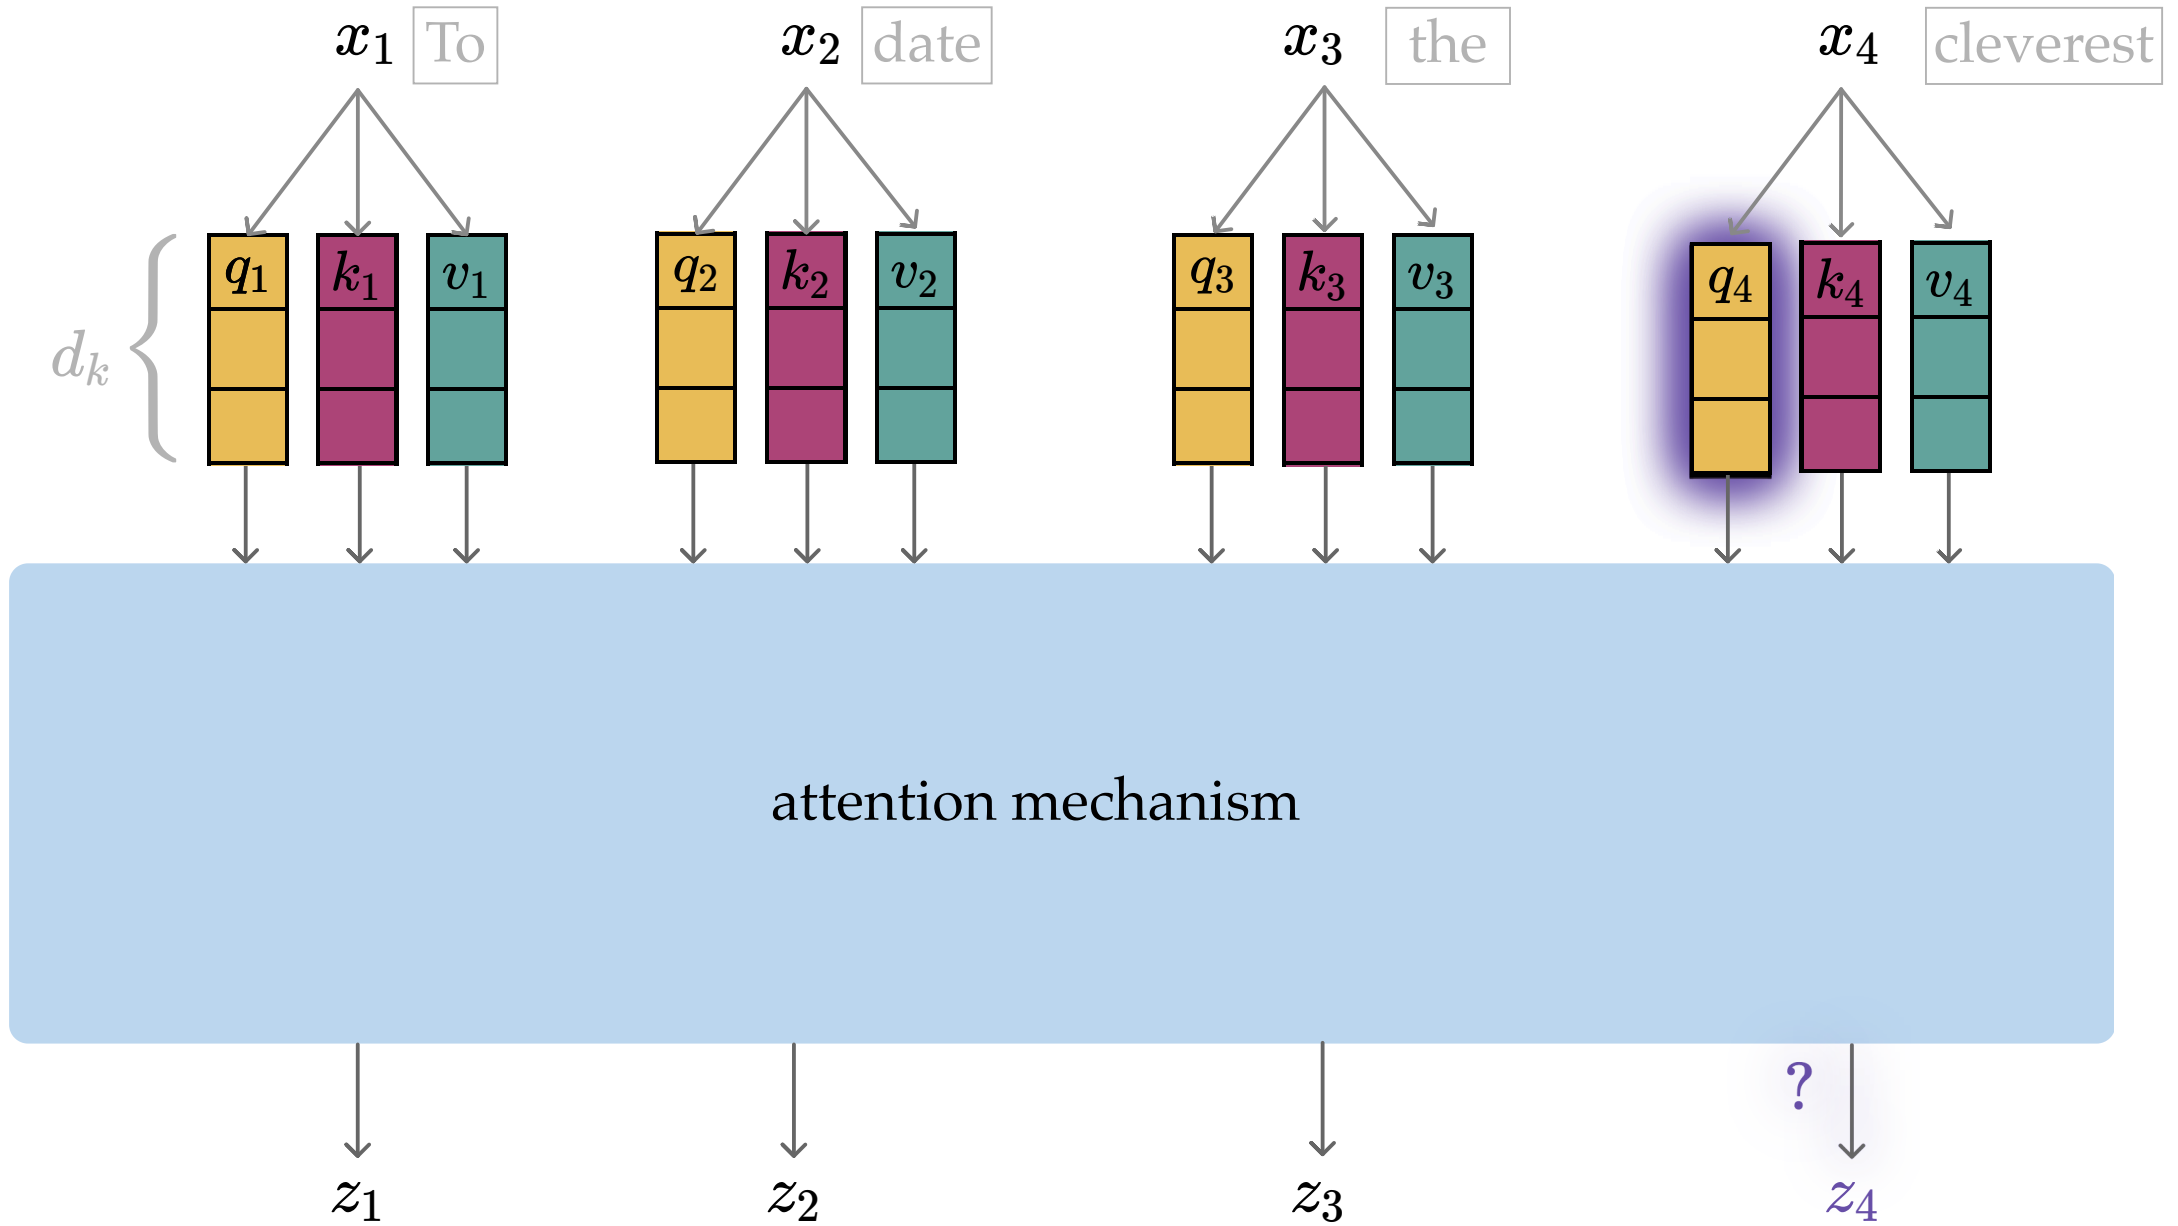 x₁ To x₂ date x₃ the x₄ cleverest
q₁ k₁ v₁ q₂ k₂ v₂ q₃ k₃ v₃ q₄ k₄ v₄
dₖ
attention mechanism
?
z₁ z₂ z₃ z₄